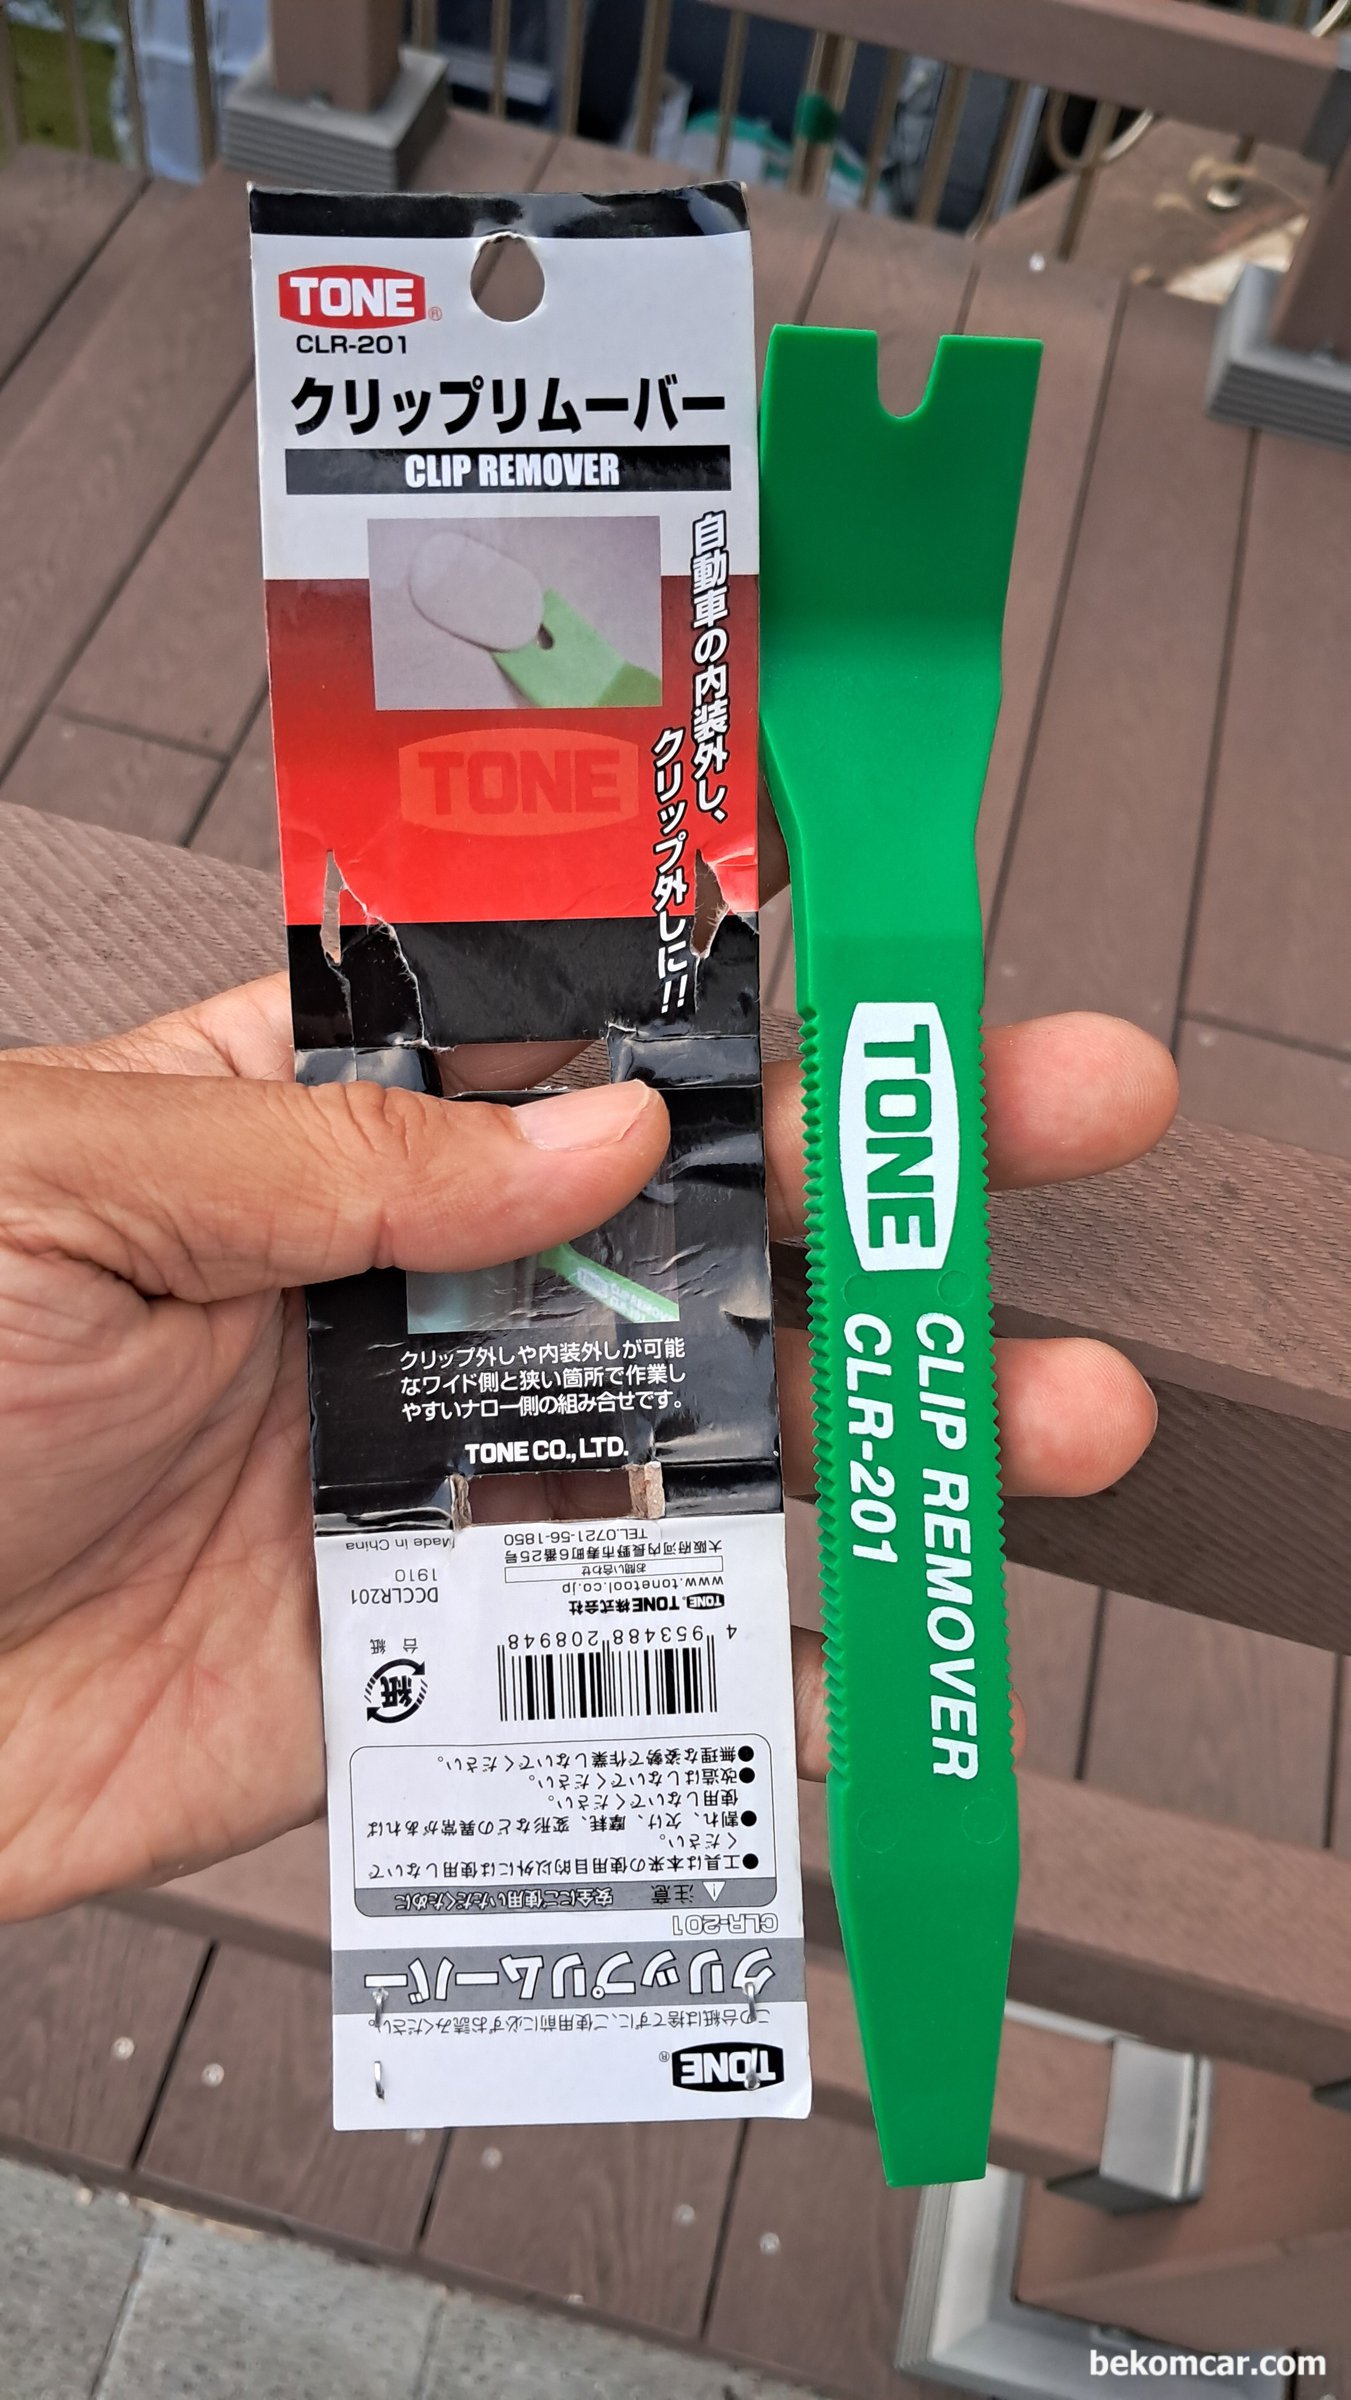 TONE®
CLR-201
クリップリムーバー
CLIP REMOVER
自動車の内装外し、
クリップ外しに!!
TONE
クリップ外しや内装外しが可能
なワイド側と狭い箇所で作業し
やすいナロー側の組み合せです。
TONE CO., LTD.
TONE®
この台紙は捨てずに、ご使用前に必ずお読みください。
クリップリムーバー
CLR-201
注意 安全にご使用いただくために
●工具は本来の使用目的以外には使用しないで
ください。
●割れ、欠け、摩耗、変形などの異常があれば
使用しないでください。
●改造はしないでください。
●無理な姿勢で作業しないでください。
4 953488 208948
紙
台紙
TONE® TONE株式会社
www.tonetool.co.jp
お問い合わせ
大阪府河内長野市寿町6番25号
TEL.0721-56-1850
DCCLR201
1910
Made in China
TONE
CLIP REMOVER
CLR-201
bekomcar.com